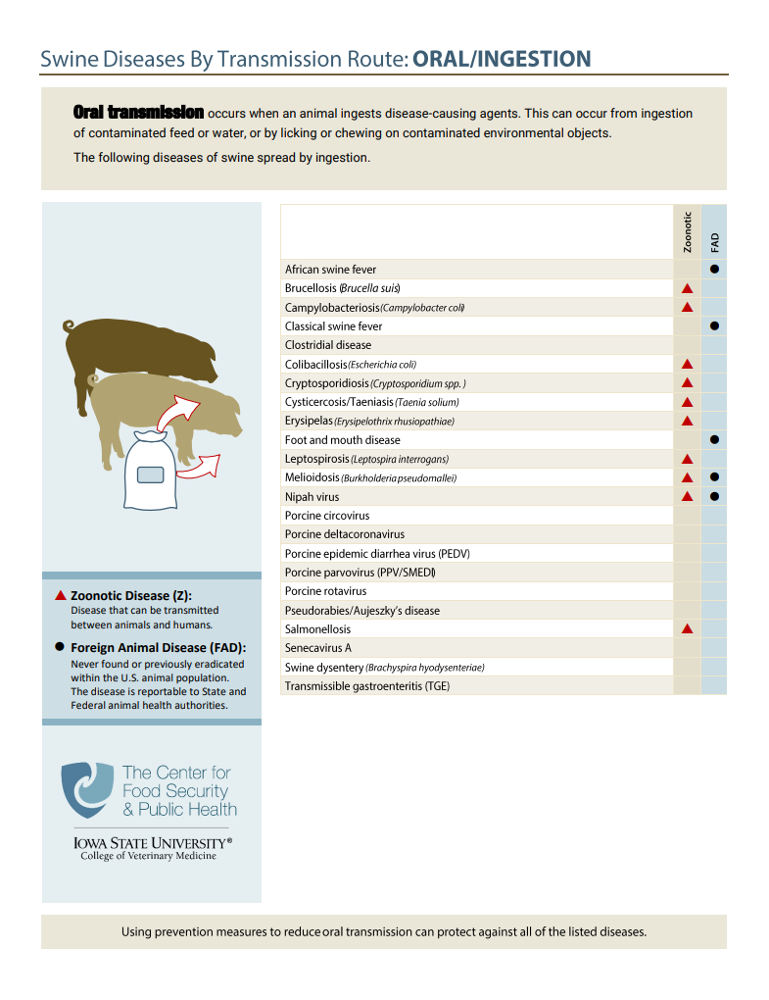 Swine Diseases By Transmission Route: ORAL/INGESTION
Oral transmission occurs when an animal ingests disease-causing agents. This can occur from ingestion
of contaminated feed or water, or by licking or chewing on contaminated environmental objects.
The following diseases of swine spread by ingestion.
Zoonotic
FAD
African swine fever ●
Brucellosis (Brucella suis) ▲
Campylobacteriosis (Campylobacter coli) ▲
Classical swine fever ●
Clostridial disease
Colibacillosis (Escherichia coli) ▲
Cryptosporidiosis (Cryptosporidium spp. ) ▲
Cysticercosis/Taeniasis (Taenia solium) ▲
Erysipelas (Erysipelothrix rhusiopathiae) ▲
Foot and mouth disease ●
Leptospirosis (Leptospira interrogans) ▲
Melioidosis (Burkholderia pseudomallei) ▲ ●
Nipah virus ▲ ●
Porcine circovirus
Porcine deltacoronavirus
Porcine epidemic diarrhea virus (PEDV)
Porcine parvovirus (PPV/SMEDI)
Porcine rotavirus
Pseudorabies/Aujeszky's disease
Salmonellosis ▲
Senecavirus A
Swine dysentery (Brachyspira hyodysenteriae)
Transmissible gastroenteritis (TGE)
▲ Zoonotic Disease (Z):
Disease that can be transmitted
between animals and humans.
● Foreign Animal Disease (FAD):
Never found or previously eradicated
within the U.S. animal population.
The disease is reportable to State and
Federal animal health authorities.
The Center for
Food Security
& Public Health
IOWA STATE UNIVERSITY®
College of Veterinary Medicine
Using prevention measures to reduce oral transmission can protect against all of the listed diseases.